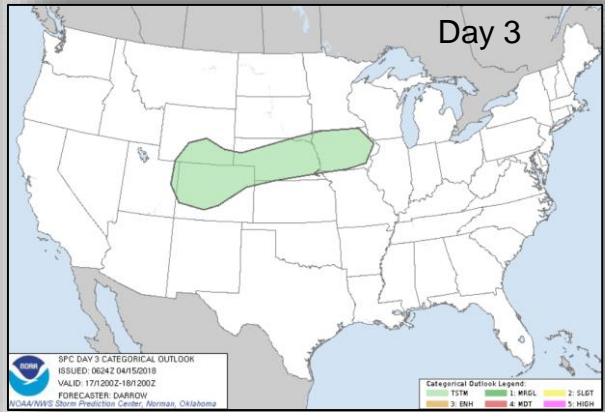 Day 3
NOAA
SPC DAY 3 CATEGORICAL OUTLOOK
ISSUED: 0624Z 04/15/2018
VALID: 17/1200Z-18/1200Z
FORECASTER: DARROW
NOAA/NWS Storm Prediction Center, Norman, Oklahoma
Categorical Outlook Legend:
TSTM 1: MRGL 2: SLGT
3: ENH 4: MDT 5: HIGH